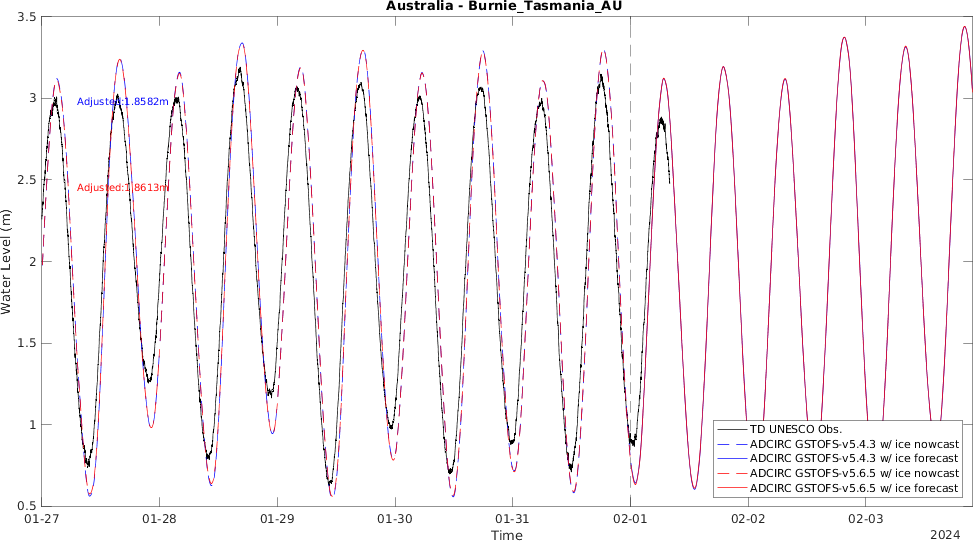 Australia - Burnie_Tasmania_AU
3.5
3
2.5
2
1.5
1
0.5
Water Level (m)
Adjusted:1.8582m
Adjusted:1.8613m
TD UNESCO Obs.
ADCIRC GSTOFS-v5.4.3 w/ ice nowcast
ADCIRC GSTOFS-v5.4.3 w/ ice forecast
ADCIRC GSTOFS-v5.6.5 w/ ice nowcast
ADCIRC GSTOFS-v5.6.5 w/ ice forecast
01-27 01-28 01-29 01-30 01-31 02-01 02-02 02-03
Time
2024